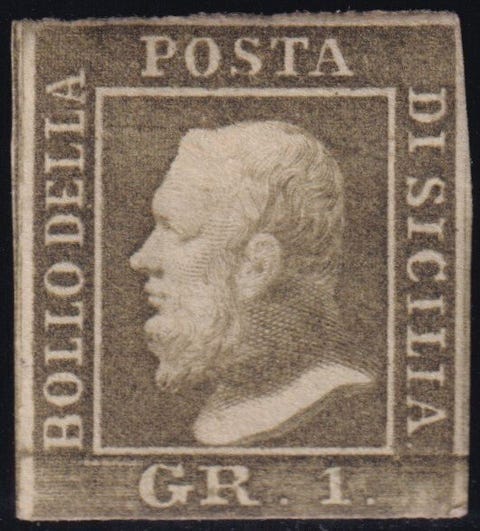 BOLLO DELLA
POSTA
DI SICILIA
GR. 1.